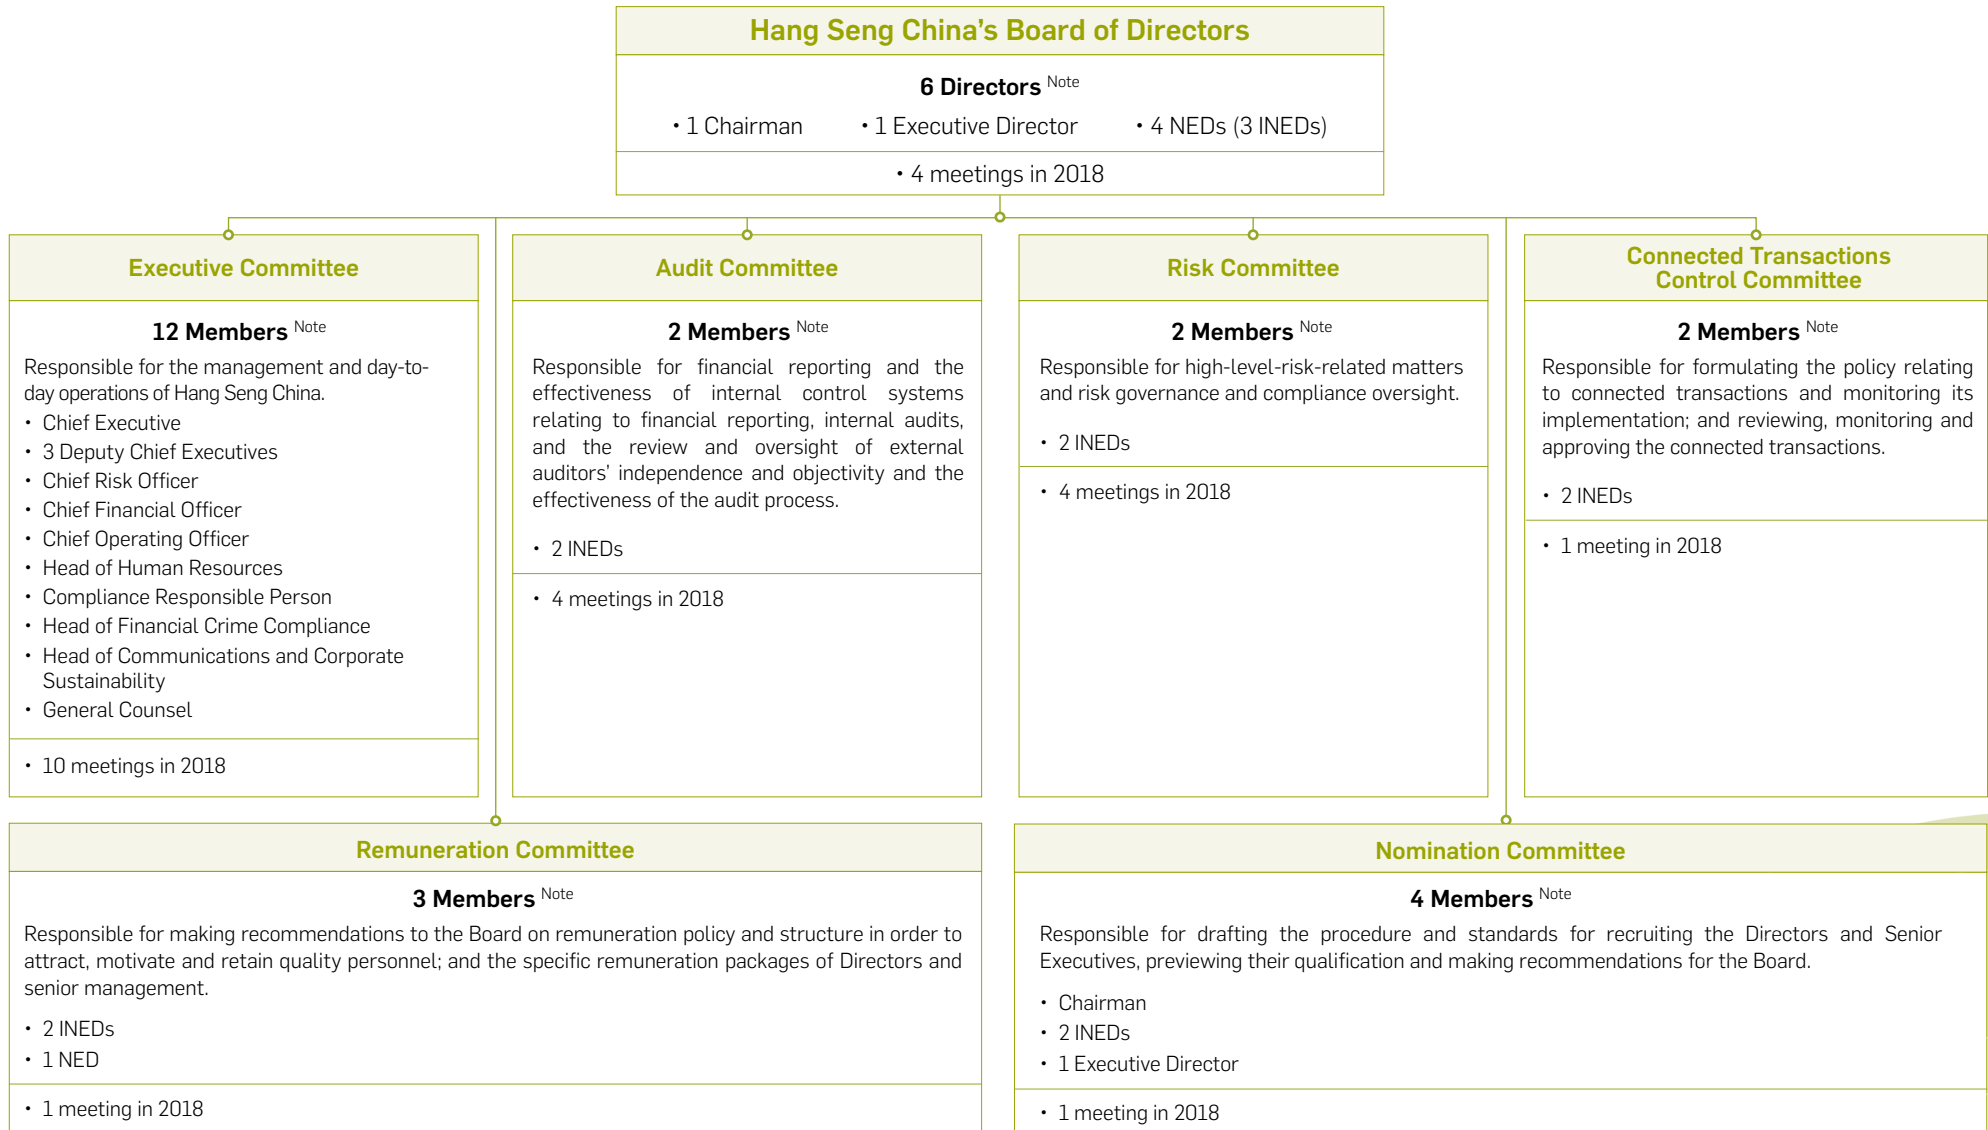 Hang Seng China’s Board of Directors
6 Directors Note
• 1 Chairman • 1 Executive Director • 4 NEDs (3 INEDs)
• 4 meetings in 2018
Executive Committee
12 Members Note
Responsible for the management and day-to-
day operations of Hang Seng China.
• Chief Executive
• 3 Deputy Chief Executives
• Chief Risk Officer
• Chief Financial Officer
• Chief Operating Officer
• Head of Human Resources
• Compliance Responsible Person
• Head of Financial Crime Compliance
• Head of Communications and Corporate
Sustainability
• General Counsel
• 10 meetings in 2018
Audit Committee
2 Members Note
Responsible for financial reporting and the
effectiveness of internal control systems
relating to financial reporting, internal audits,
and the review and oversight of external
auditors’ independence and objectivity and the
effectiveness of the audit process.
• 2 INEDs
• 4 meetings in 2018
Risk Committee
2 Members Note
Responsible for high-level-risk-related matters
and risk governance and compliance oversight.
• 2 INEDs
• 4 meetings in 2018
Connected Transactions
Control Committee
2 Members Note
Responsible for formulating the policy relating
to connected transactions and monitoring its
implementation; and reviewing, monitoring and
approving the connected transactions.
• 2 INEDs
• 1 meeting in 2018
Remuneration Committee
3 Members Note
Responsible for making recommendations to the Board on remuneration policy and structure in order to
attract, motivate and retain quality personnel; and the specific remuneration packages of Directors and
senior management.
• 2 INEDs
• 1 NED
• 1 meeting in 2018
Nomination Committee
4 Members Note
Responsible for drafting the procedure and standards for recruiting the Directors and Senior
Executives, previewing their qualification and making recommendations for the Board.
• Chairman
• 2 INEDs
• 1 Executive Director
• 1 meeting in 2018